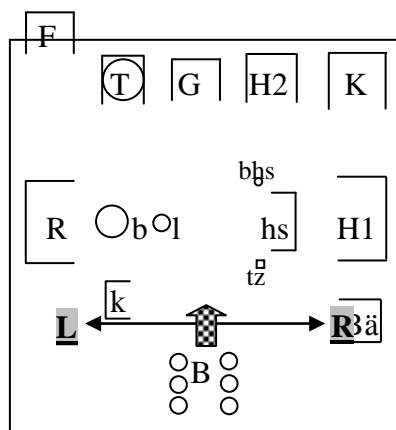 F
T G H2 K
bhs
R b l hs H1
tz
k
L R Bä
B